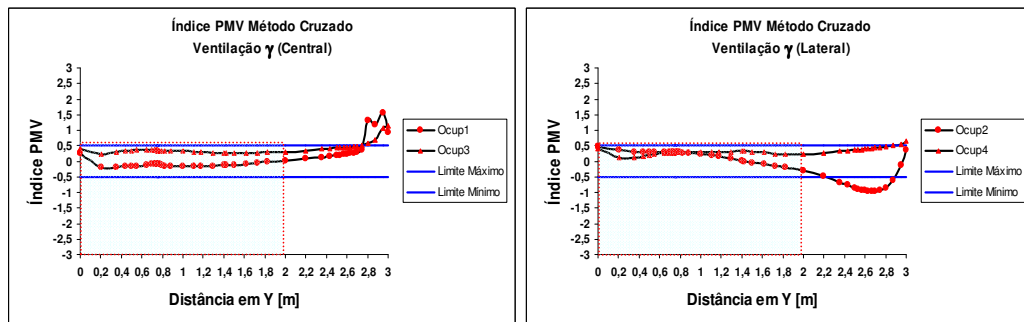 Índice PMV Método Cruzado
Ventilação γ (Central)
Índice PMV
3
2,5
2
1,5
1
0,5
0
-0,5
-1
-1,5
-2
-2,5
-3
0 0,2 0,4 0,6 0,8 1 1,2 1,4 1,6 1,8 2 2,2 2,4 2,6 2,8 3
Distância em Y [m]
Ocup1
Ocup3
Limite Máximo
Limite Mínimo
Índice PMV Método Cruzado
Ventilação γ (Lateral)
Índice PMV
3
2,5
2
1,5
1
0,5
0
-0,5
-1
-1,5
-2
-2,5
-3
0 0,2 0,4 0,6 0,8 1 1,2 1,4 1,6 1,8 2 2,2 2,4 2,6 2,8 3
Distância em Y [m]
Ocup2
Ocup4
Limite Máximo
Limite Mínimo